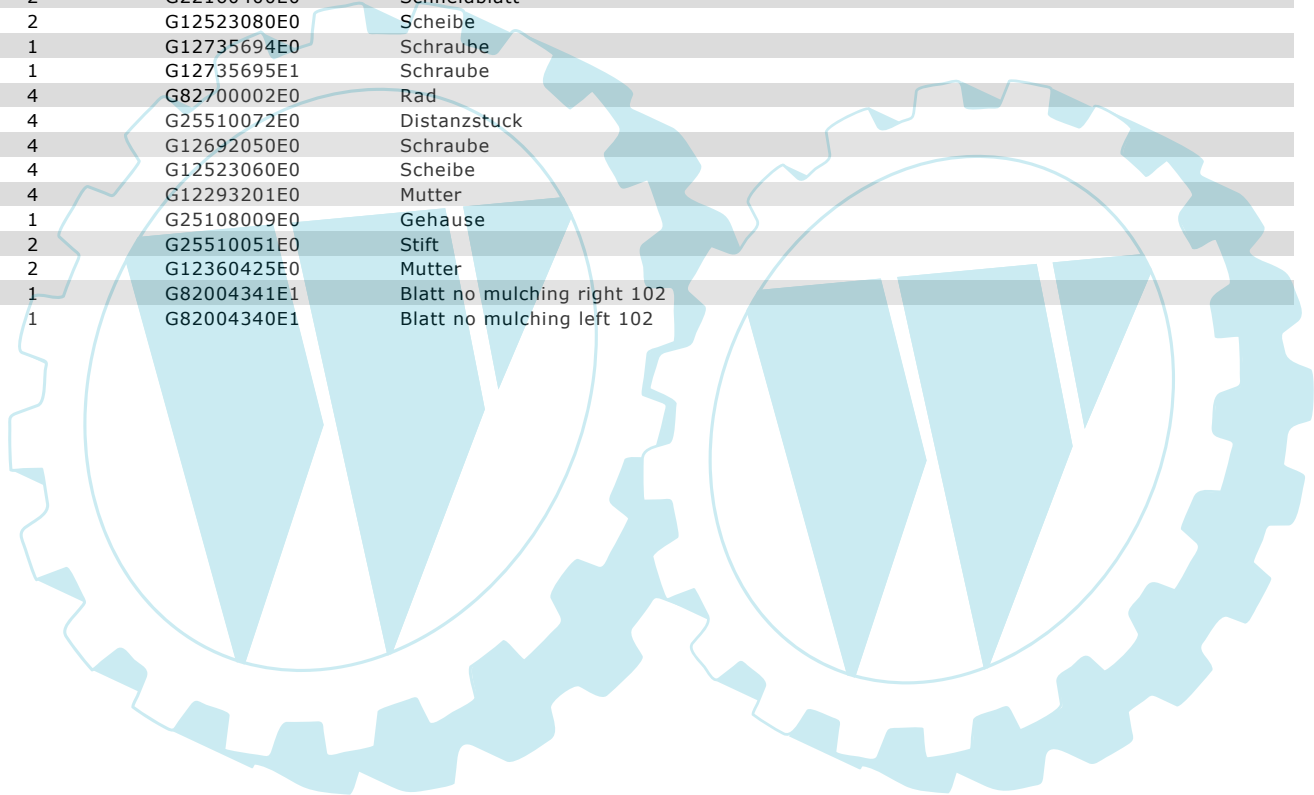 2 G12523080E0 Scheibe
1 G12735694E0 Schraube
1 G12735695E1 Schraube
4 G82700002E0 Rad
4 G25510072E0 Distanzstuck
4 G12692050E0 Schraube
4 G12523060E0 Scheibe
4 G12293201E0 Mutter
1 G25108009E0 Gehause
2 G25510051E0 Stift
2 G12360425E0 Mutter
1 G82004341E1 Blatt no mulching right 102
1 G82004340E1 Blatt no mulching left 102